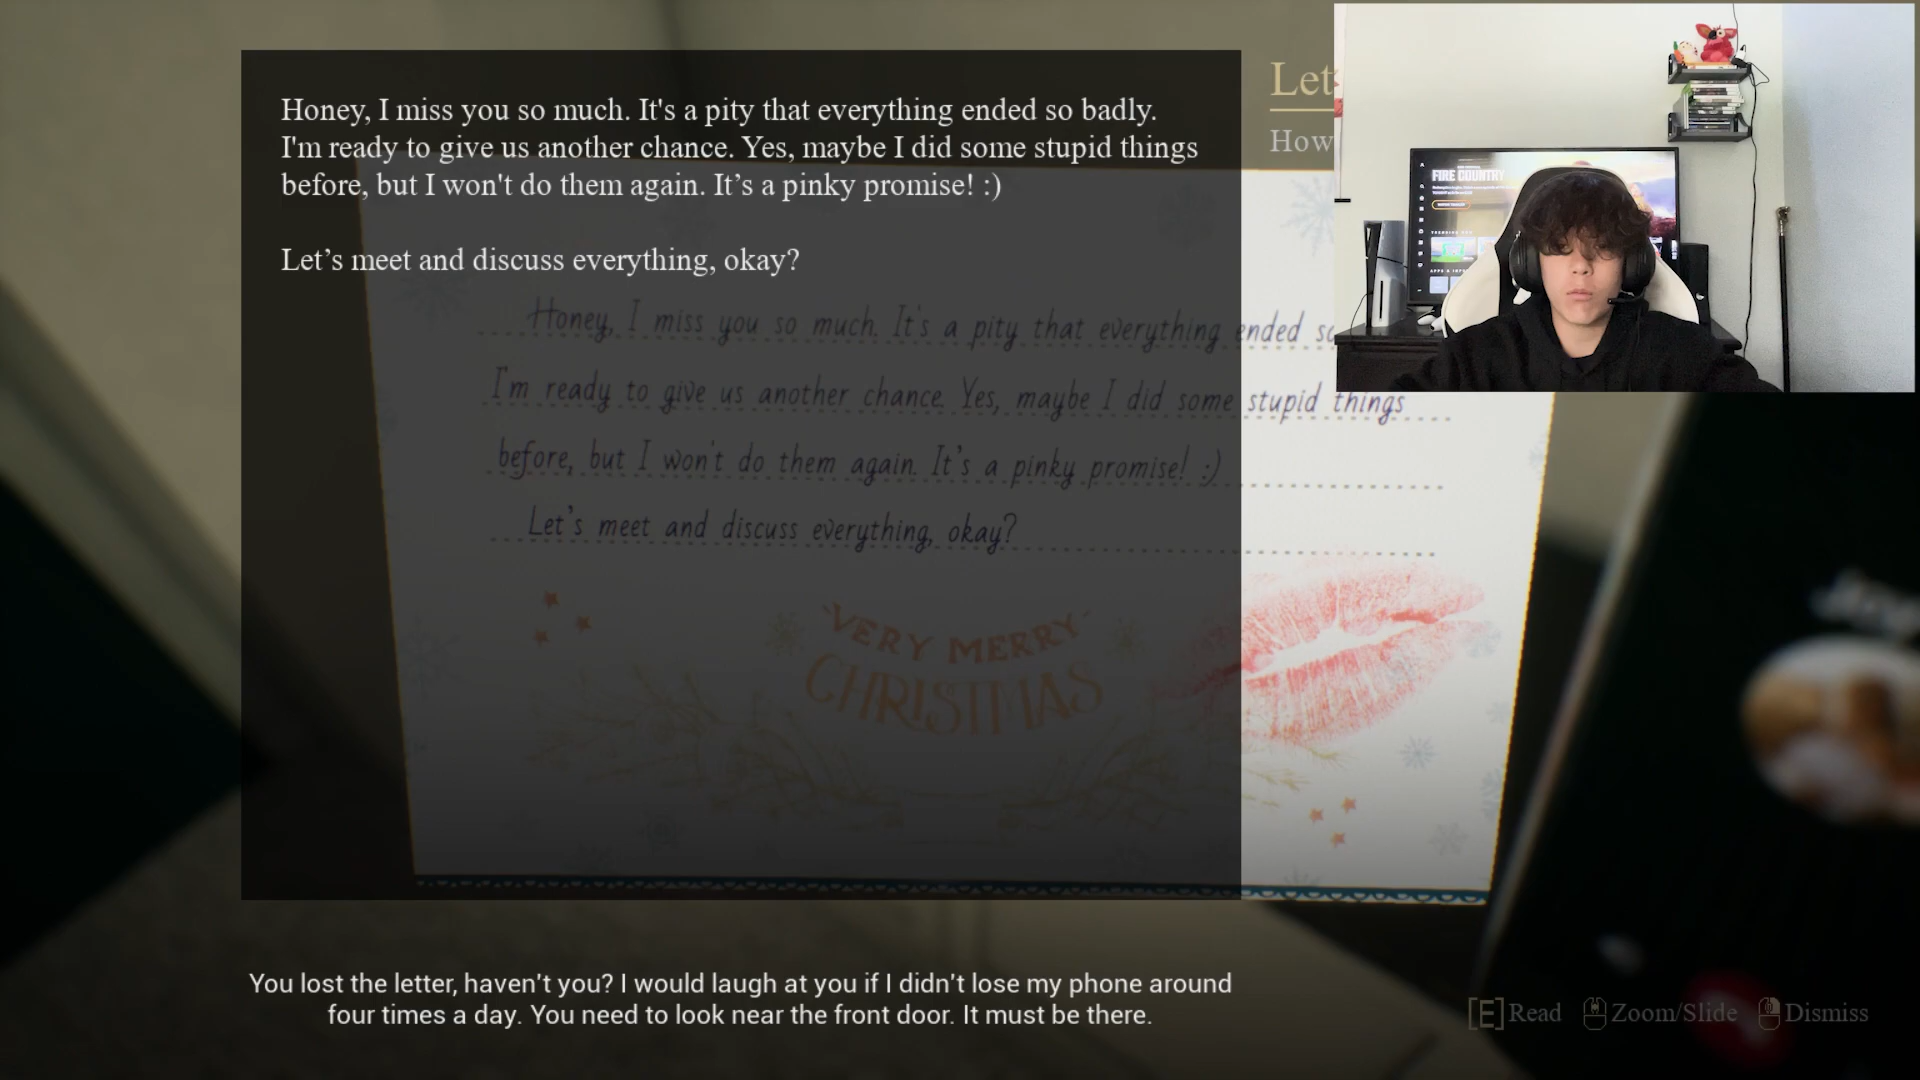 Honey, I miss you so much. It's a pity that everything ended so badly.
I'm ready to give us another chance. Yes, maybe I did some stupid things
before, but I won't do them again. It’s a pinky promise! :)
Let’s meet and discuss everything, okay?
Let
How
FIRE COUNTRY
Honey, I miss you so much. It's a pity that everything ended
I'm ready to give us another chance. Yes, maybe I did some stupid things
before, but I won't do them again. It's a pinky promise! :)
Let's meet and discuss everything, okay?
VERY MERRY
CHRISTMAS
You lost the letter, haven't you? I would laugh at you if I didn't lose my phone around
four times a day. You need to look near the front door. It must be there.
[E] Read Zoom/Slide Dismiss